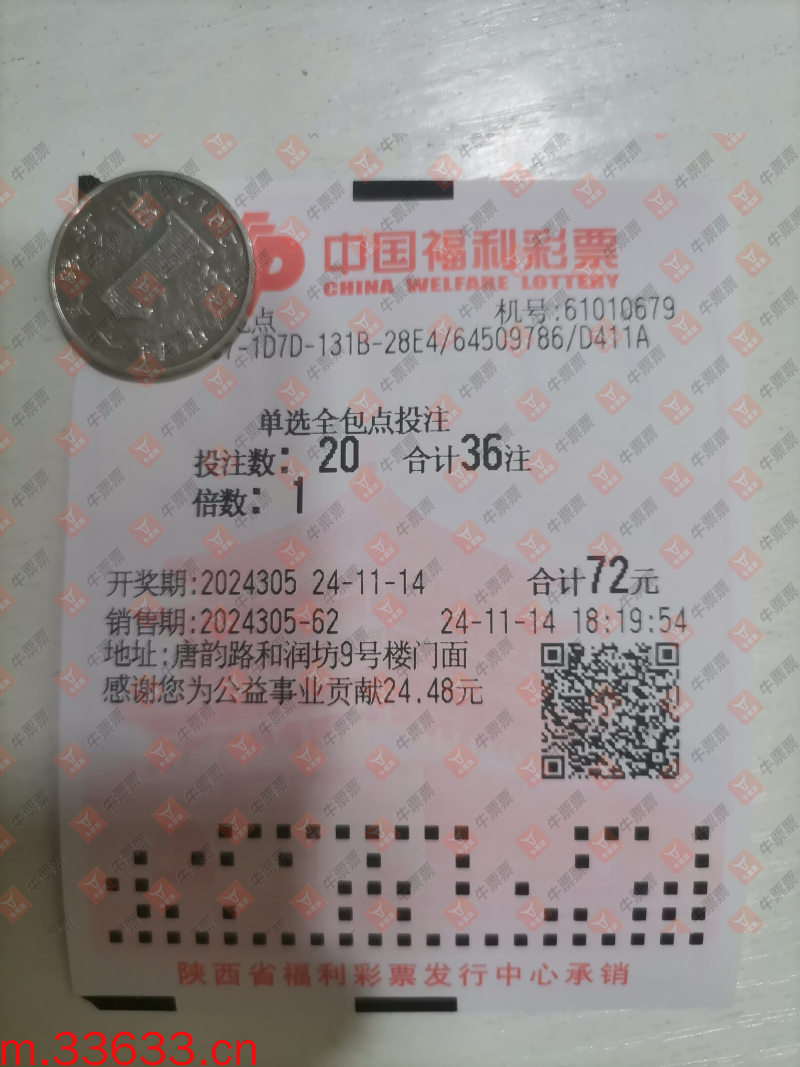 中国福利彩票
CHINA WELFARE LOTTERY
点 机号:61010679
7-1D7D-131B-28E4/64509786/D411A
单选全包点投注
投注数: 20 合计36注
倍数: 1
开奖期:2024305 24-11-14 合计72元
销售期:2024305-62 24-11-14 18:19:54
地址:唐韵路和润坊9号楼门面
感谢您为公益事业贡献24.48元
陕西省福利彩票发行中心承销
牛票票
m.33633.cn